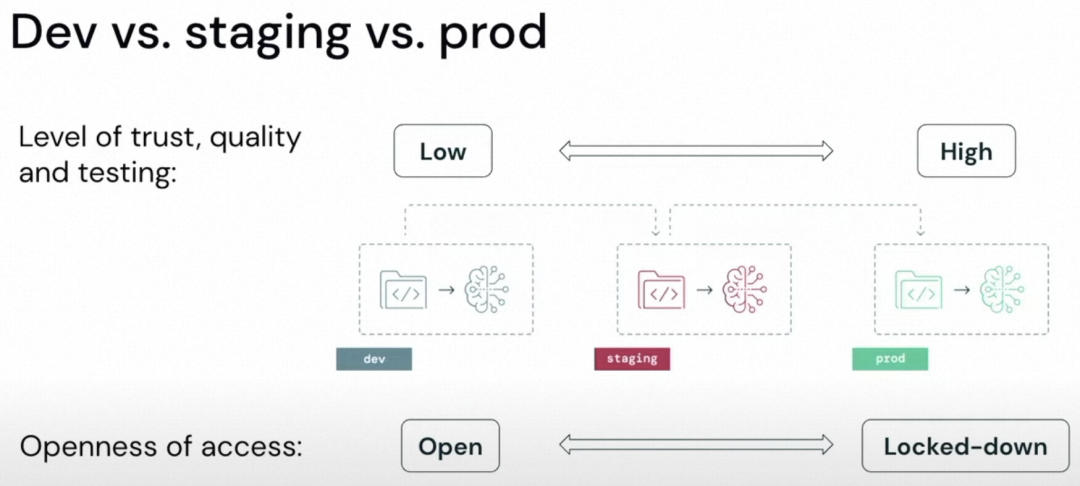 Dev vs. staging vs. prod
Level of trust, quality
and testing:
Low
High
</>
</>
</>
dev
staging
prod
Openness of access:
Open
Locked-down